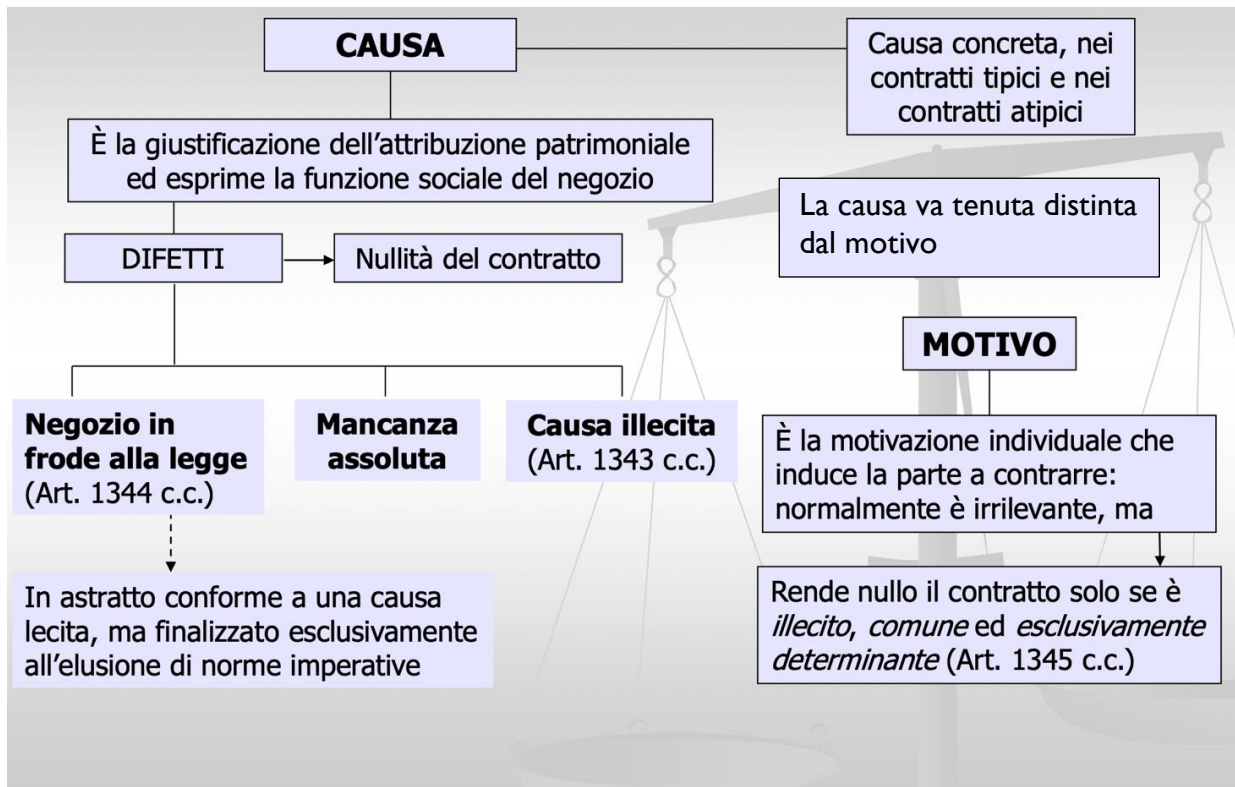 CAUSA
Causa concreta, nei
contratti tipici e nei
contratti atipici
È la giustificazione dell’attribuzione patrimoniale
ed esprime la funzione sociale del negozio
La causa va tenuta distinta
dal motivo
DIFETTI
Nullità del contratto
MOTIVO
Negozio in
frode alla legge
(Art. 1344 c.c.)
Mancanza
assoluta
Causa illecita
(Art. 1343 c.c.)
È la motivazione individuale che
induce la parte a contrarre:
normalmente è irrilevante, ma
In astratto conforme a una causa
lecita, ma finalizzato esclusivamente
all’elusione di norme imperative
Rende nullo il contratto solo se è
illecito, comune ed esclusivamente
determinante (Art. 1345 c.c.)